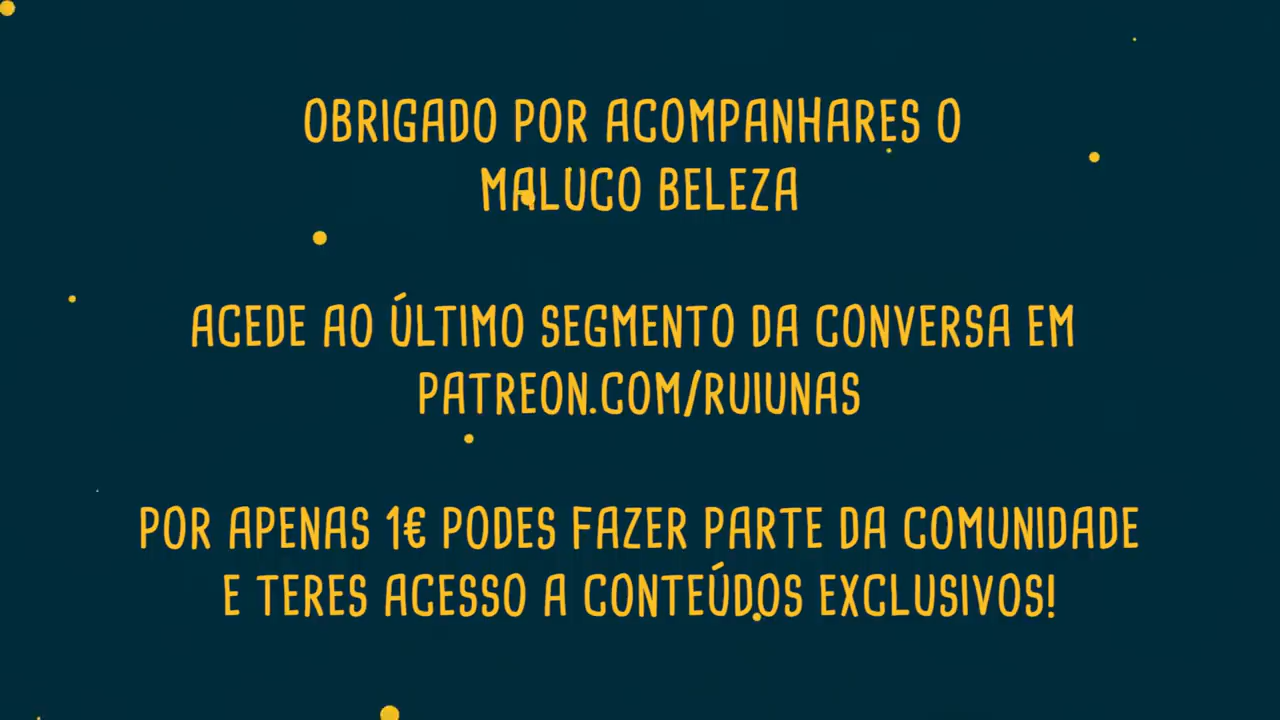 OBRIGADO POR ACOMPANHARES O
MALUCO BELEZA
ACEDE AO ÚLTIMO SEGMENTO DA CONVERSA EM
PATREON.COM/RUIUNAS
POR APENAS 1€ PODES FAZER PARTE DA COMUNIDADE
E TERES ACESSO A CONTEÚDOS EXCLUSIVOS!